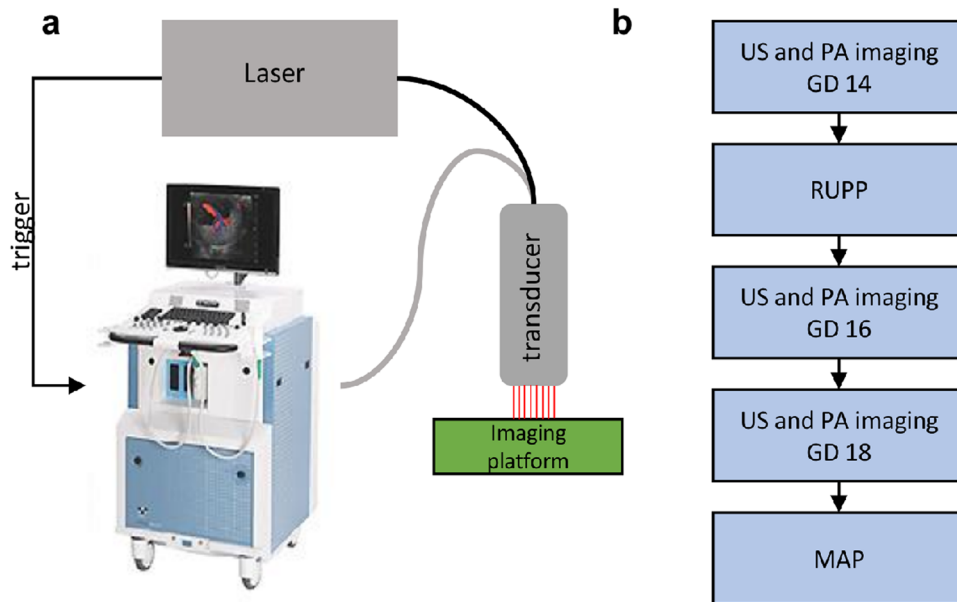 a
Laser
trigger
transducer
Imaging
platform
b
US and PA imaging
GD 14
RUPP
US and PA imaging
GD 16
US and PA imaging
GD 18
MAP